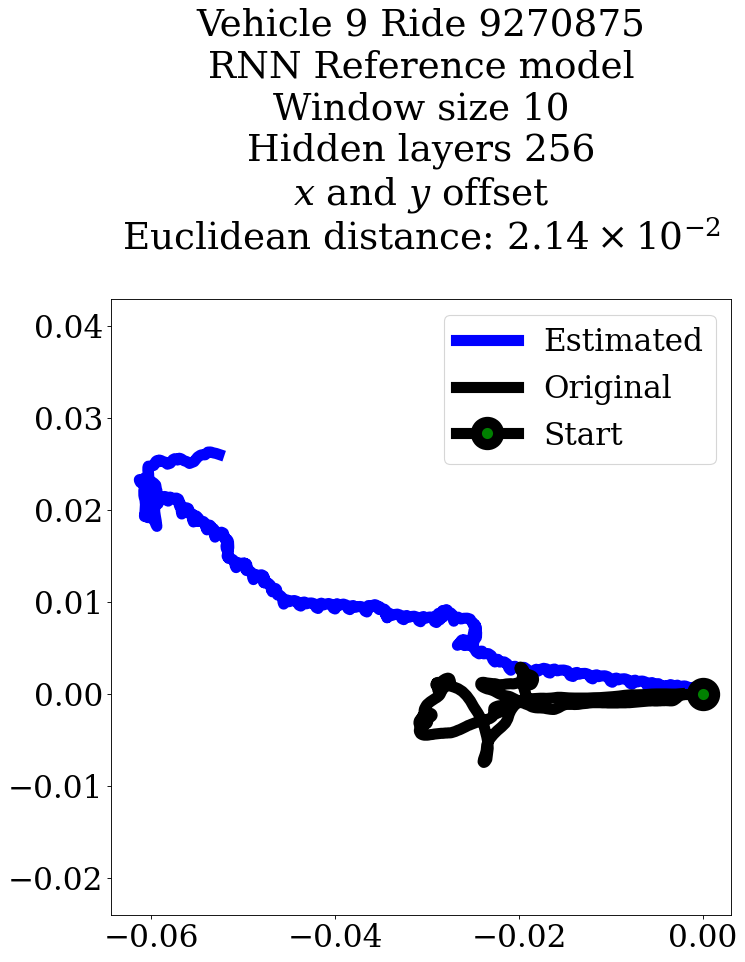 Vehicle 9 Ride 9270875
RNN Reference model
Window size 10
Hidden layers 256
x and y offset
Euclidean distance: 2.14 × 10⁻²
Estimated
Original
Start
0.04
0.03
0.02
0.01
0.00
−0.01
−0.02
−0.06 −0.04 −0.02 0.00